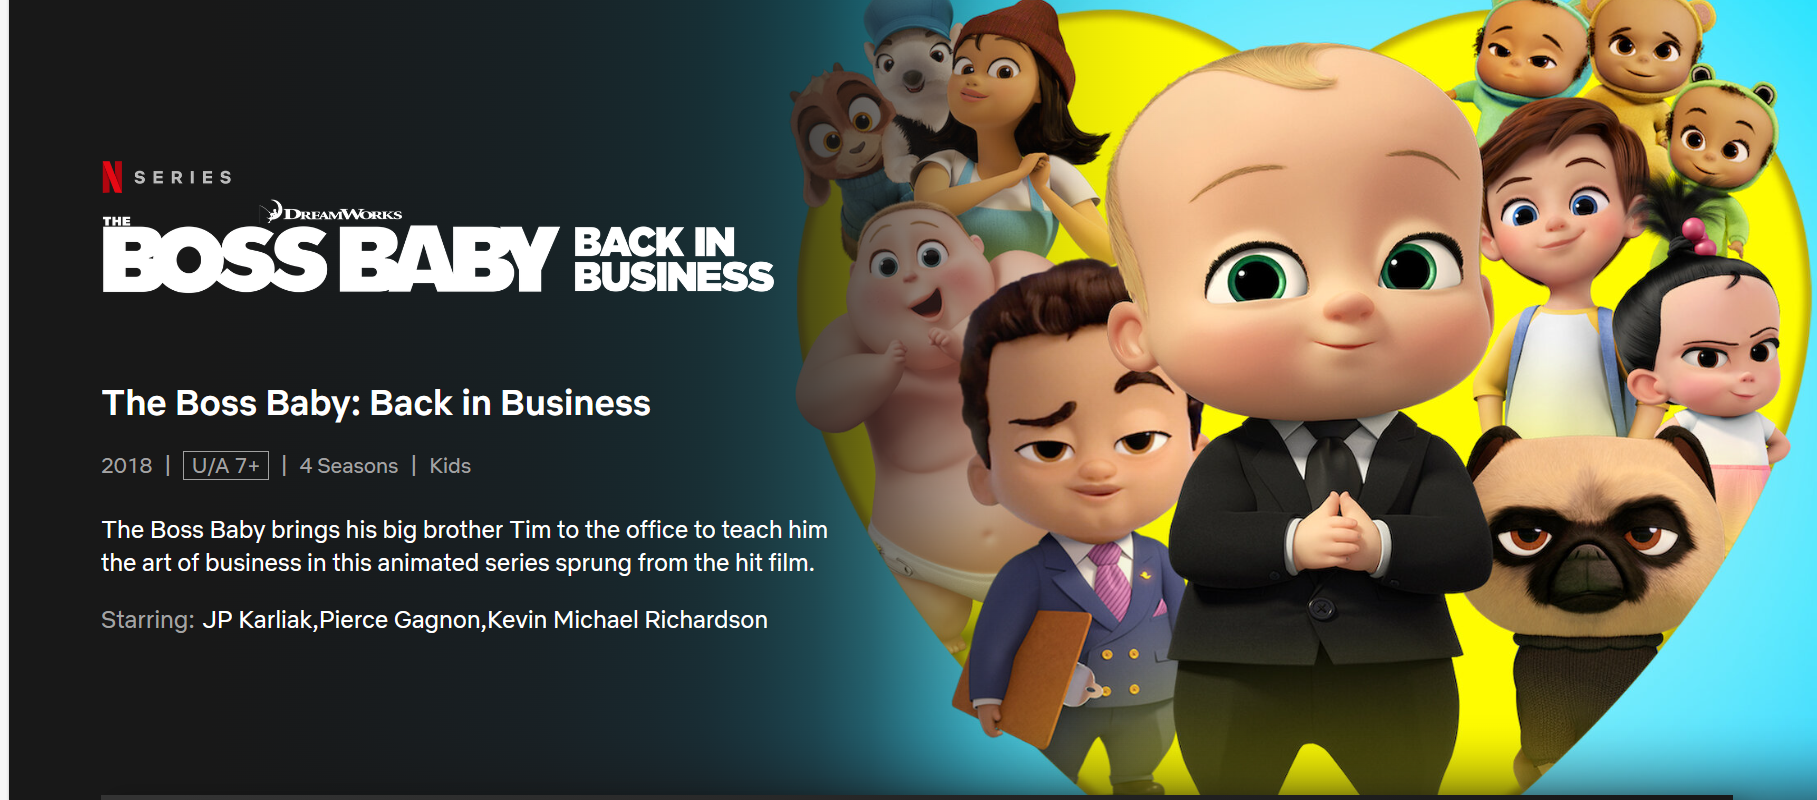 N SERIES
DREAMWORKS
THE
BOSS BABY BACK IN
BUSINESS
The Boss Baby: Back in Business
2018 | U/A 7+ | 4 Seasons | Kids
The Boss Baby brings his big brother Tim to the office to teach him
the art of business in this animated series sprung from the hit film.
Starring: JP Karliak,Pierce Gagnon,Kevin Michael Richardson